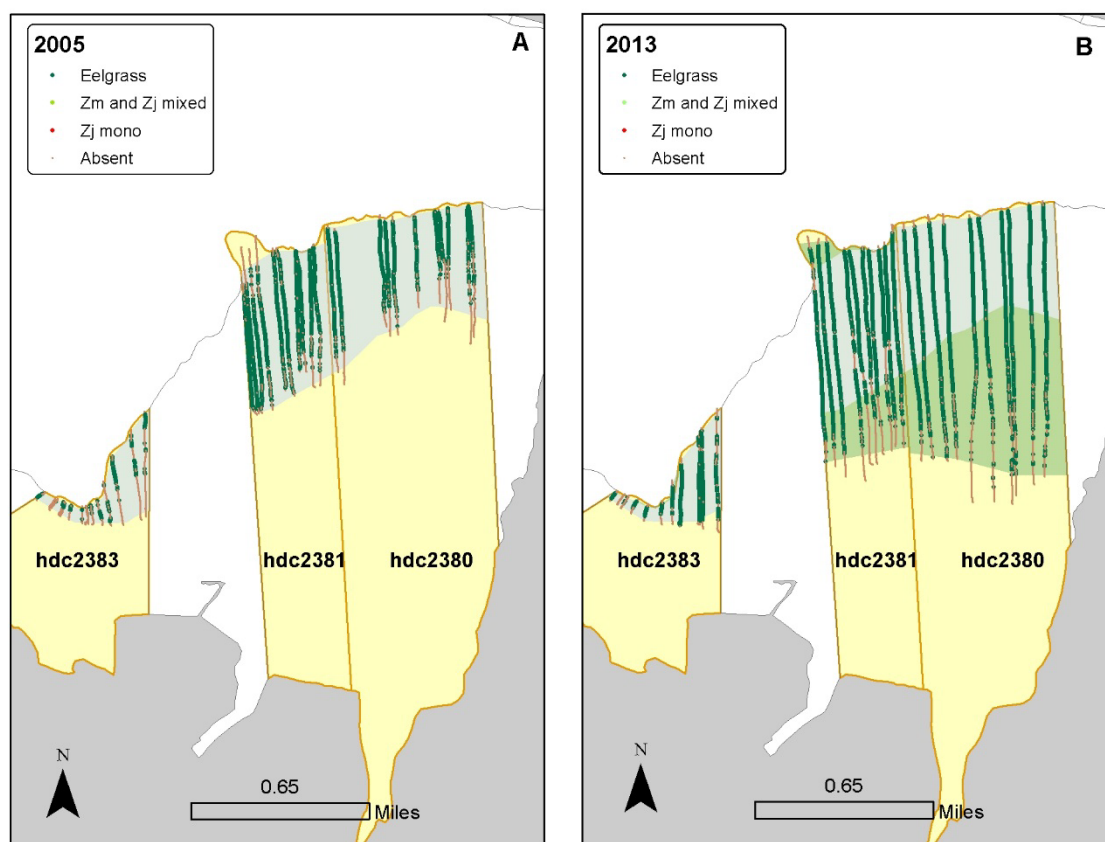 2005
A
Eelgrass
Zm and Zj mixed
Zj mono
Absent
hdc2383
hdc2381
hdc2380
N
0.65
Miles
2013
B
Eelgrass
Zm and Zj mixed
Zj mono
Absent
hdc2383
hdc2381
hdc2380
N
0.65
Miles